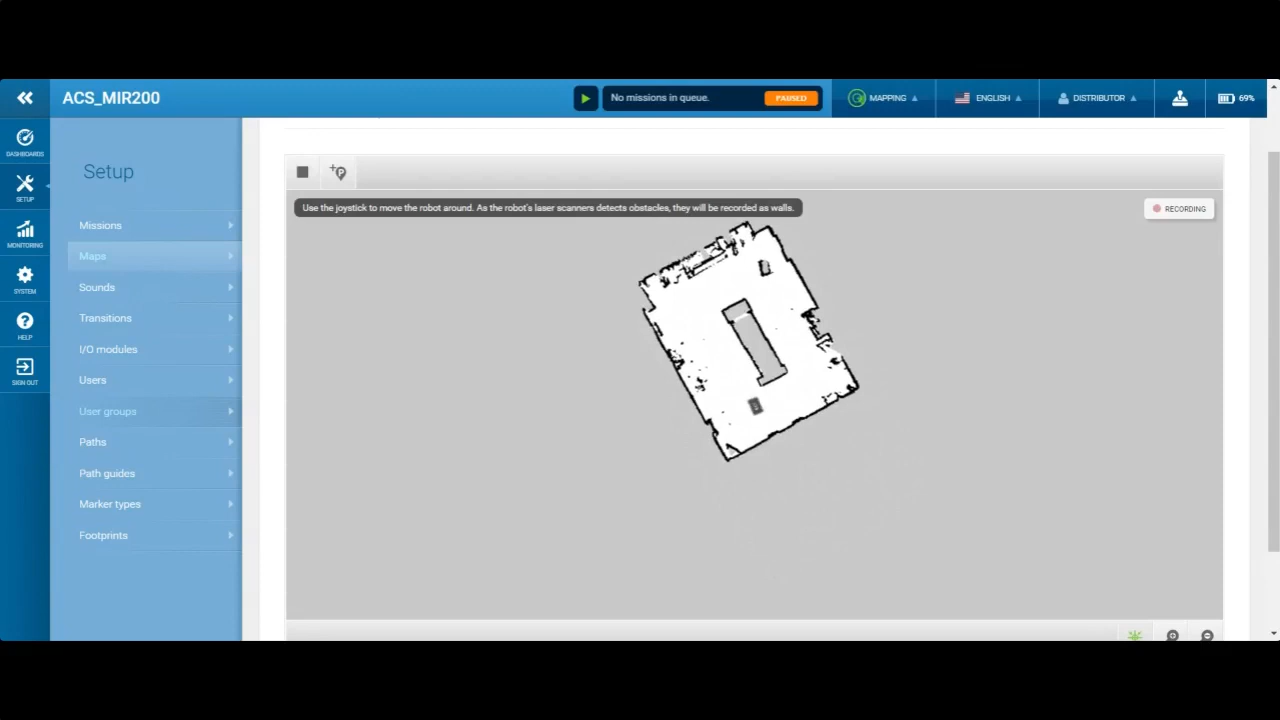 ACS_MIR200
No missions in queue.
PAUSED
MAPPING
ENGLISH
DISTRIBUTOR
69%
DASHBOARDS
SETUP
MONITORING
SYSTEM
HELP
SIGN OUT
Setup
Missions
Maps
Sounds
Transitions
I/O modules
Users
User groups
Paths
Path guides
Marker types
Footprints
+P
Use the joystick to move the robot around. As the robot's laser scanners detects obstacles, they will be recorded as walls.
RECORDING